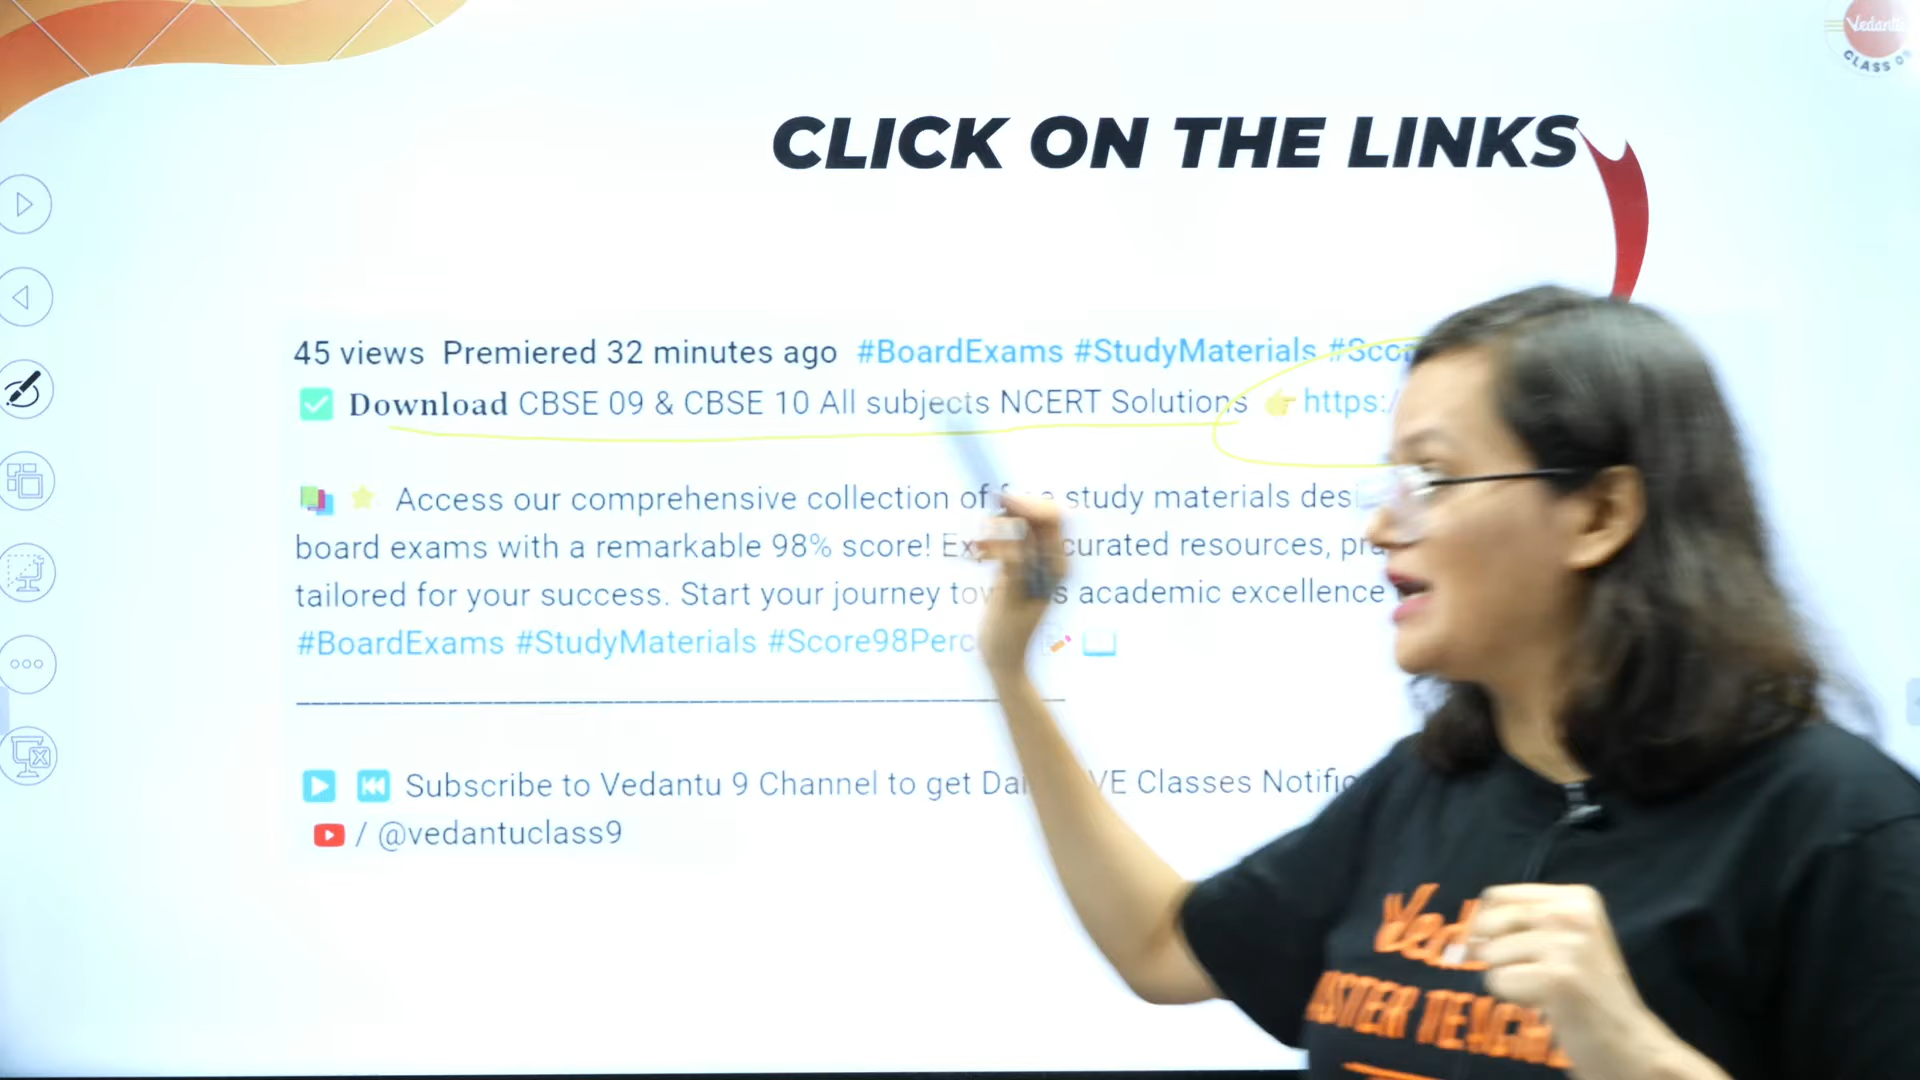 Vedantu
CLASS
CLICK ON THE LINKS
45 views Premiered 32 minutes ago #BoardExams #StudyMaterials
Download CBSE 09 & CBSE 10 All subjects NCERT Solutions https:/
Access our comprehensive collection of study materials
board exams with a remarkable 98% score! curated resources,
tailored for your success. Start your journey academic excellence
#BoardExams #StudyMaterials
Subscribe to Vedantu 9 Channel to get Classes
/ @vedantuclass9